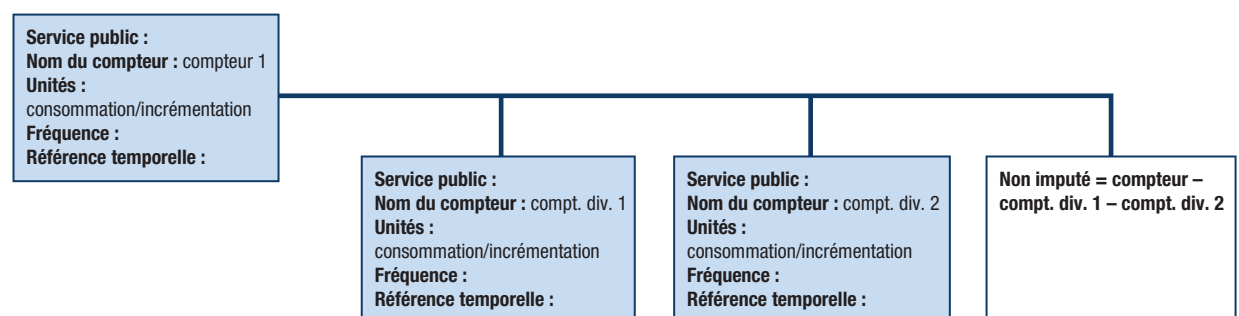 Service public :
Nom du compteur : compteur 1
Unités :
consommation/incrémentation
Fréquence :
Référence temporelle :
Service public :
Nom du compteur : compt. div. 1
Unités :
consommation/incrémentation
Fréquence :
Référence temporelle :
Service public :
Nom du compteur : compt. div. 2
Unités :
consommation/incrémentation
Fréquence :
Référence temporelle :
Non imputé = compteur –
compt. div. 1 – compt. div. 2